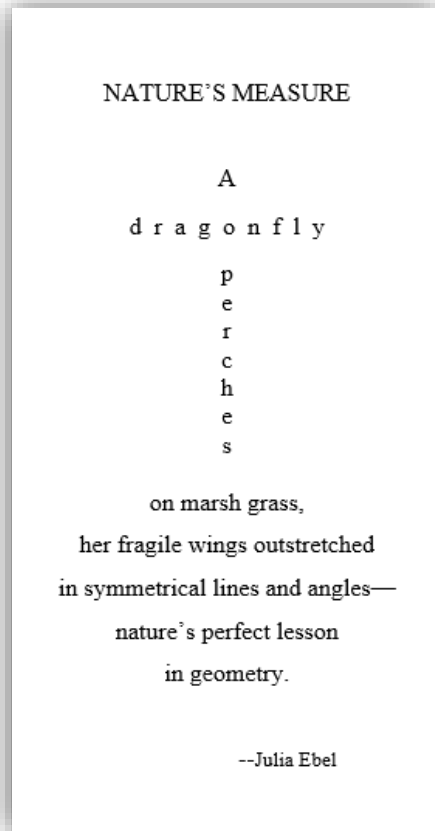 NATURE’S MEASURE
A
d r a g o n f l y
p
e
r
c
h
e
s
on marsh grass,
her fragile wings outstretched
in symmetrical lines and angles—
nature’s perfect lesson
in geometry.
--Julia Ebel